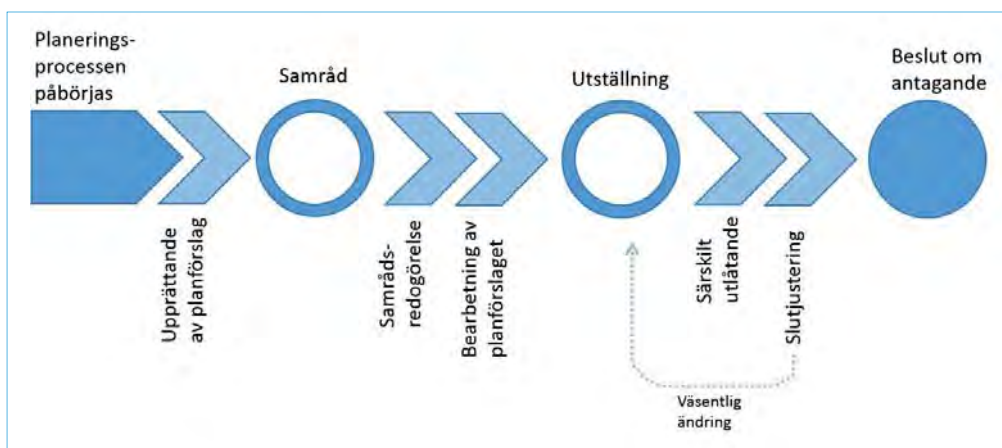 Planerings-
processen
påbörjas
Upprättande
av planförslag
Samråd
Samråds-
redogörelse
Bearbetning av
planförslaget
Utställning
Särskilt
utlåtande
Slutjustering
Väsentlig
ändring
Beslut om
antagande